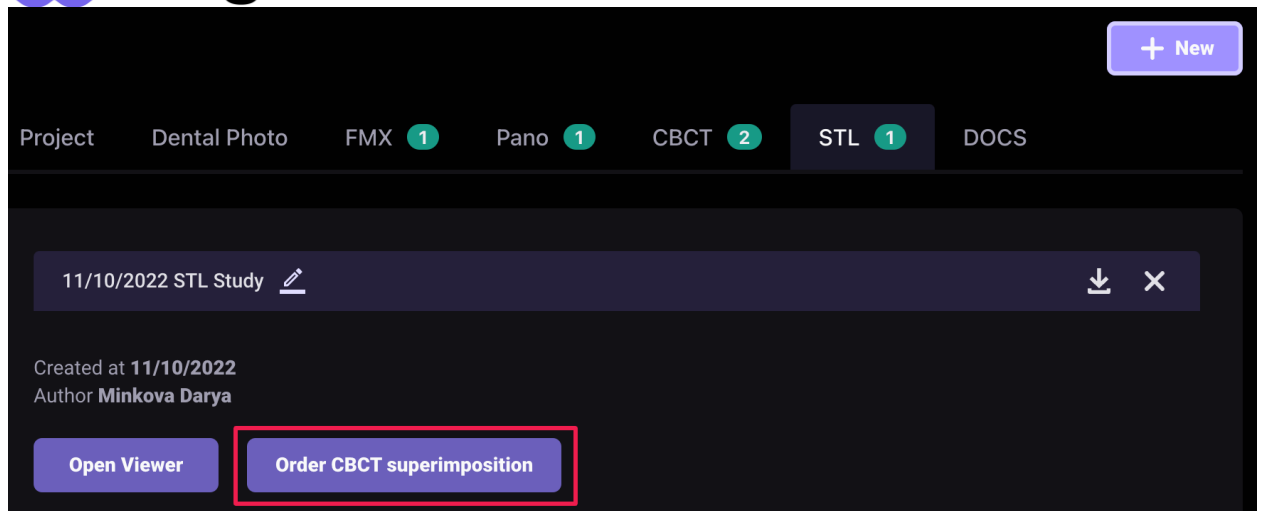 + New
Project Dental Photo FMX 1 Pano 1 CBCT 2 STL 1 DOCS
11/10/2022 STL Study
Created at 11/10/2022
Author Minkova Darya
Open Viewer Order CBCT superimposition